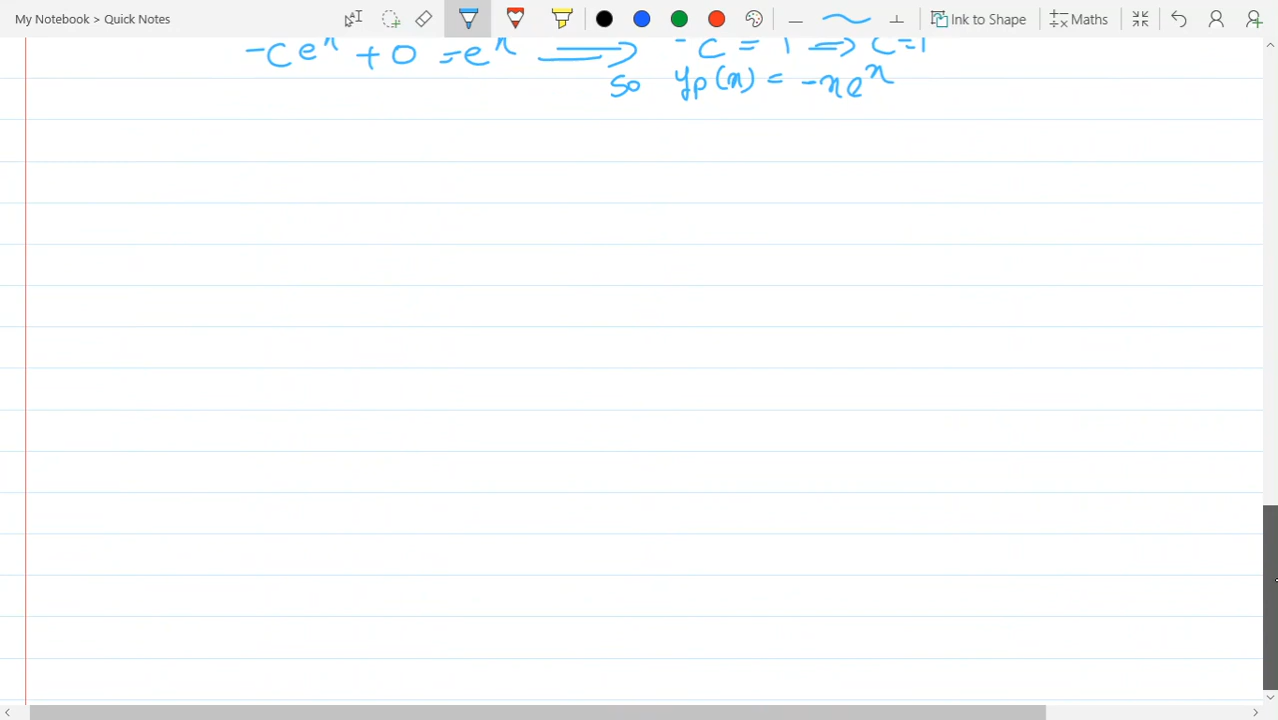 My Notebook > Quick Notes
Ink to Shape
Maths
-Ce^x + 0 = e^x ⟹ -C = 1 ⟹ C=1
So yp(x) = -xe^x